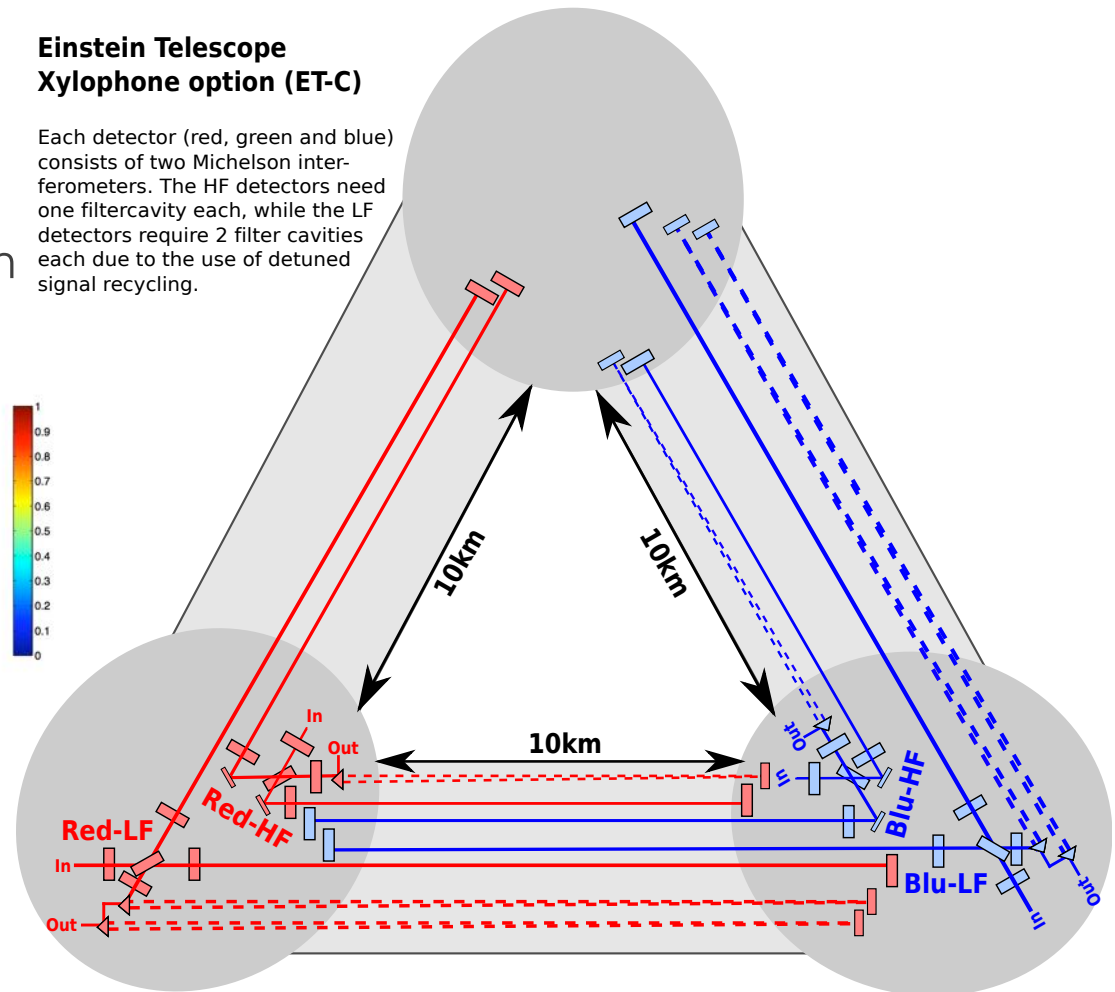 Einstein Telescope
Xylophone option (ET-C)
Each detector (red, green and blue)
consists of two Michelson inter-
ferometers. The HF detectors need
one filtercavity each, while the LF
detectors require 2 filter cavities
each due to the use of detuned
signal recycling.
n
1
0.9
0.8
0.7
0.6
0.5
0.4
0.3
0.2
0.1
0
10km
10km
10km
In
Out
Red-HF
Red-LF
In
Out
Out
In
Blu-HF
Blu-LF
Out
In